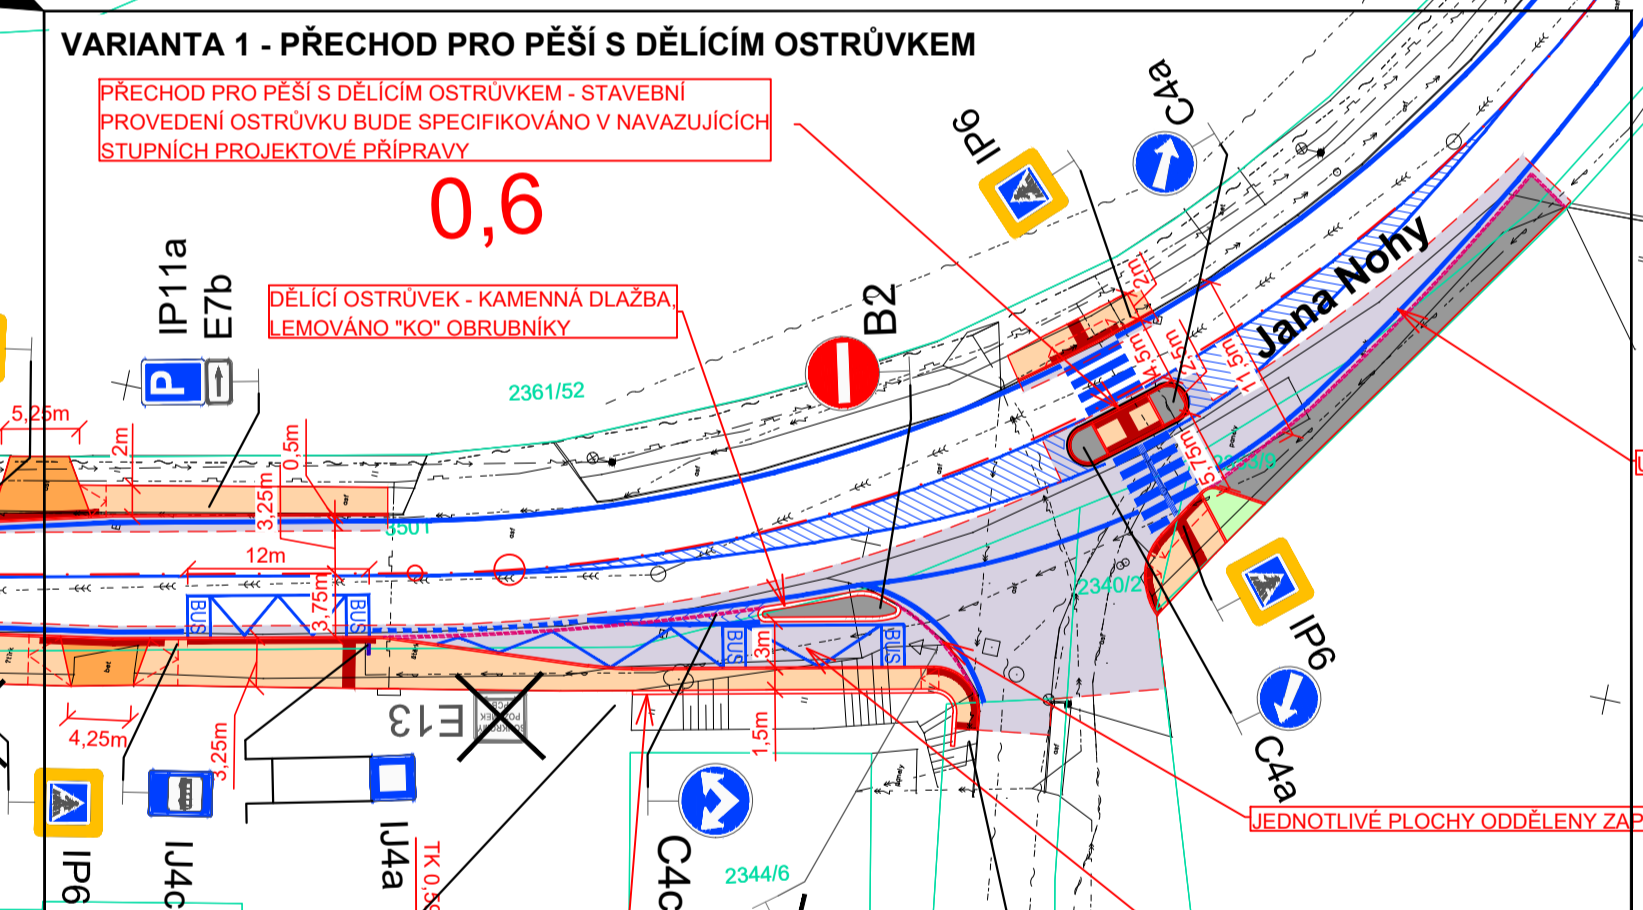 VARIANTA 1 - PŘECHOD PRO PĚŠÍ S DĚLÍCÍM OSTRŮVKEM
PŘECHOD PRO PĚŠÍ S DĚLÍCÍM OSTRŮVKEM - STAVEBNÍ
PROVEDENÍ OSTRŮVKU BUDE SPECIFIKOVÁNO V NAVAZUJÍCÍCH
STUPNÍCH PROJEKTOVÉ PŘÍPRAVY
0,6
DĚLÍCÍ OSTRŮVEK - KAMENNÁ DLAŽBA,
LEMOVÁNO "KO" OBRUBNÍKY
IP6
C4a
IP11a
E7b
P
B2
2361/52
Jana Nohy
2m
4,5m
2,5m
11,5m
5,75m
5,25m
2m
0,5m
3,25m
3501
12m
3,75m
BUS
BUS
BUS
BUS
3m
1,5m
2340/2
IP6
C4a
E13
4,25m
3,25m
IP6
IJ4c
IJ4a
C4c
2344/6
JEDNOTLIVÉ PLOCHY ODDĚLENY ZAP